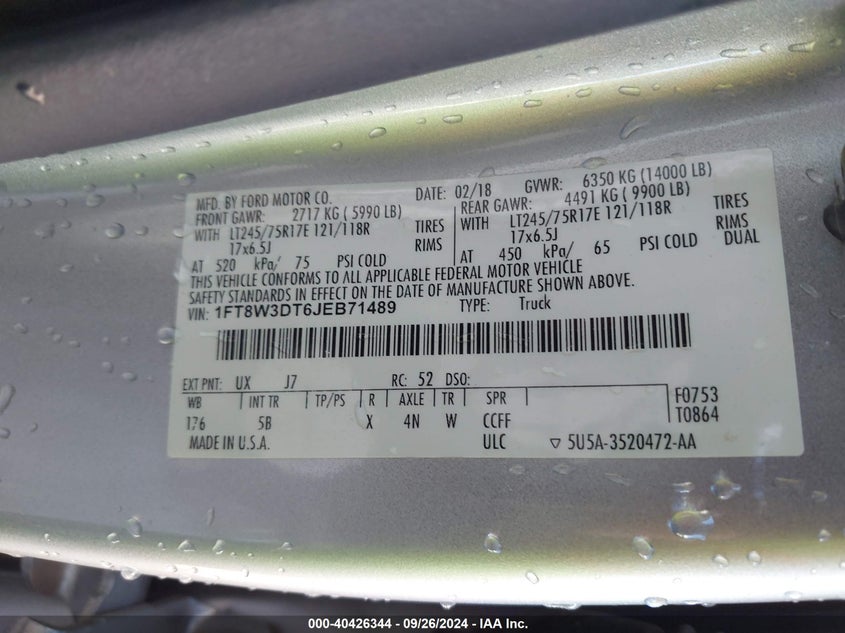 MFD. BY FORD MOTOR CO. DATE: 02/18 GVWR: 6350 KG (14000 LB)
FRONT GAWR: 2717 KG ( 5990 LB) REAR GAWR: 4491 KG ( 9900 LB)
WITH LT245/75R17E 121/118R TIRES WITH LT245/75R17E 121/118R TIRES
17x6.5J RIMS 17x6.5J RIMS
AT 520 kPa/ 75 PSI COLD AT 450 kPa/ 65 PSI COLD DUAL
THIS VEHICLE CONFORMS TO ALL APPLICABLE FEDERAL MOTOR VEHICLE
SAFETY STANDARDS IN EFFECT ON THE DATE OF MANUFACTURE SHOWN ABOVE.
VIN: 1FT8W3DT6JEB71489 TYPE: Truck
EXT PNT: UX J7 RC: 52 DSO:
WB INT TR TP/PS R AXLE TR SPR F0753
176 5B X 4N W CCFF T0864
MADE IN U.S.A. ULC ▽ 5U5A-3520472-AA
000-40426344 - 09/26/2024 - IAA Inc.